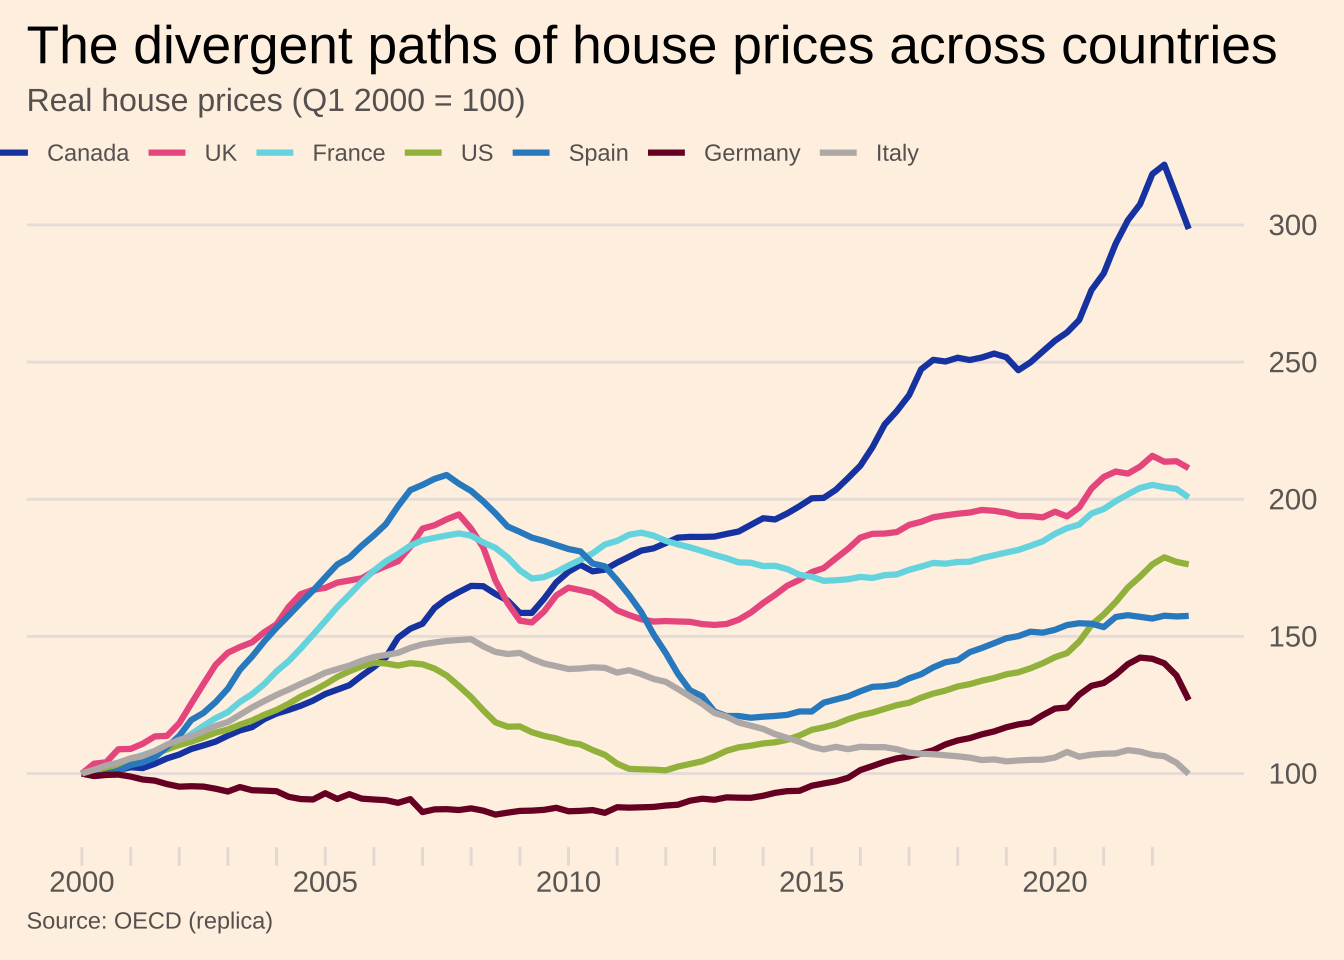 The divergent paths of house prices across countries
Real house prices (Q1 2000 = 100)
Canada UK France US Spain Germany Italy
300
250
200
150
100
2000 2005 2010 2015 2020
Source: OECD (replica)